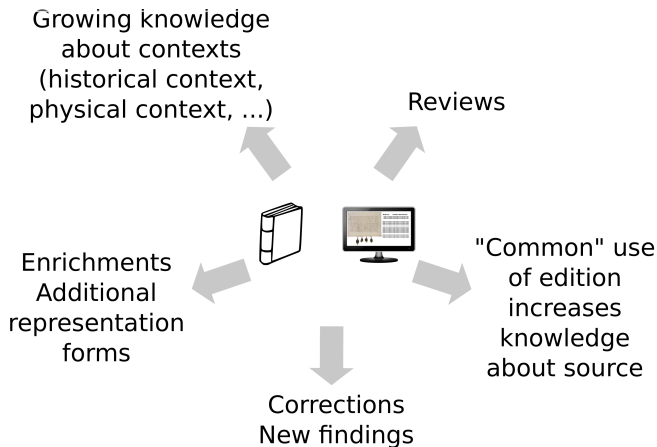 Growing knowledge
about contexts
(historical context,
physical context, ...)
Reviews
Enrichments
Additional
representation
forms
"Common" use
of edition
increases
knowledge
about source
Corrections
New findings